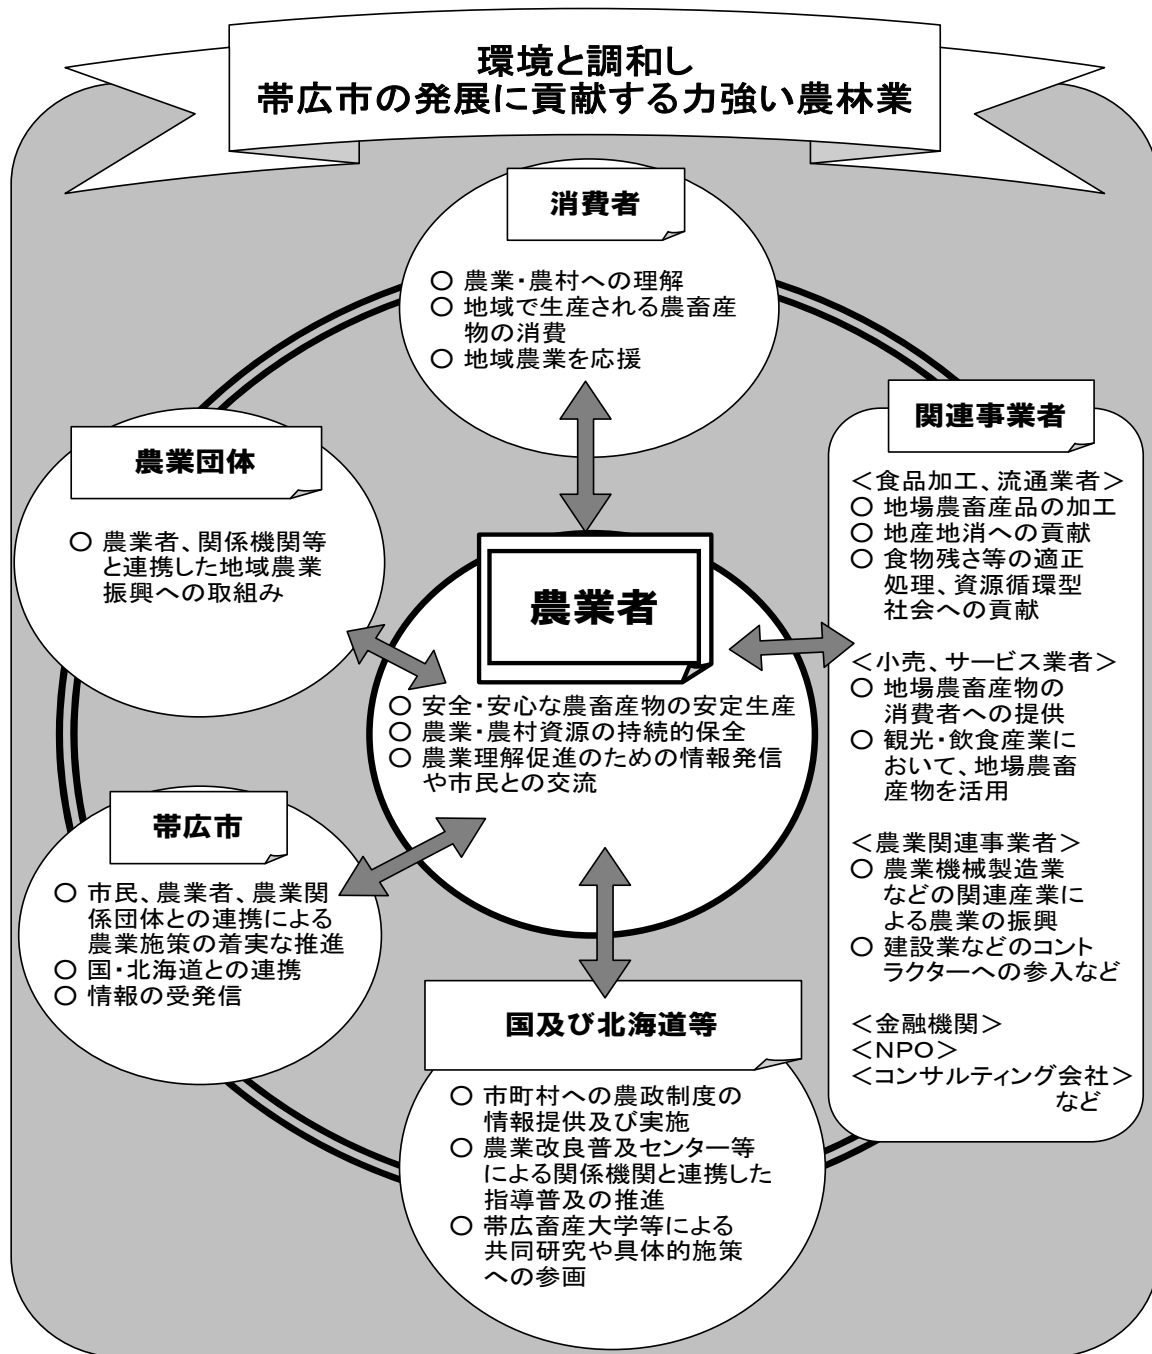 環境と調和し
帯広市の発展に貢献する力強い農林業
消費者
○ 農業・農村への理解
○ 地域で生産される農畜産
物の消費
○ 地域農業を応援
農業団体
○ 農業者、関係機関等
と連携した地域農業
振興への取組み
農業者
○ 安全・安心な農畜産物の安定生産
○ 農業・農村資源の持続的保全
○ 農業理解促進のための情報発信
や市民との交流
関連事業者
＜食品加工、流通業者＞
○ 地場農畜産品の加工
○ 地産地消への貢献
○ 食物残さ等の適正
処理、資源循環型
社会への貢献
＜小売、サービス業者＞
○ 地場農畜産物の
消費者への提供
○ 観光・飲食産業に
おいて、地場農畜
産物を活用
＜農業関連事業者＞
○ 農業機械製造業
などの関連産業に
よる農業の振興
○ 建設業などのコント
ラクターへの参入など
＜金融機関＞
＜NPO＞
＜コンサルティング会社＞
など
帯広市
○ 市民、農業者、農業関
係団体との連携による
農業施策の着実な推進
○ 国・北海道との連携
○ 情報の受発信
国及び北海道等
○ 市町村への農政制度の
情報提供及び実施
○ 農業改良普及センター等
による関係機関と連携した
指導普及の推進
○ 帯広畜産大学等による
共同研究や具体的施策
への参画